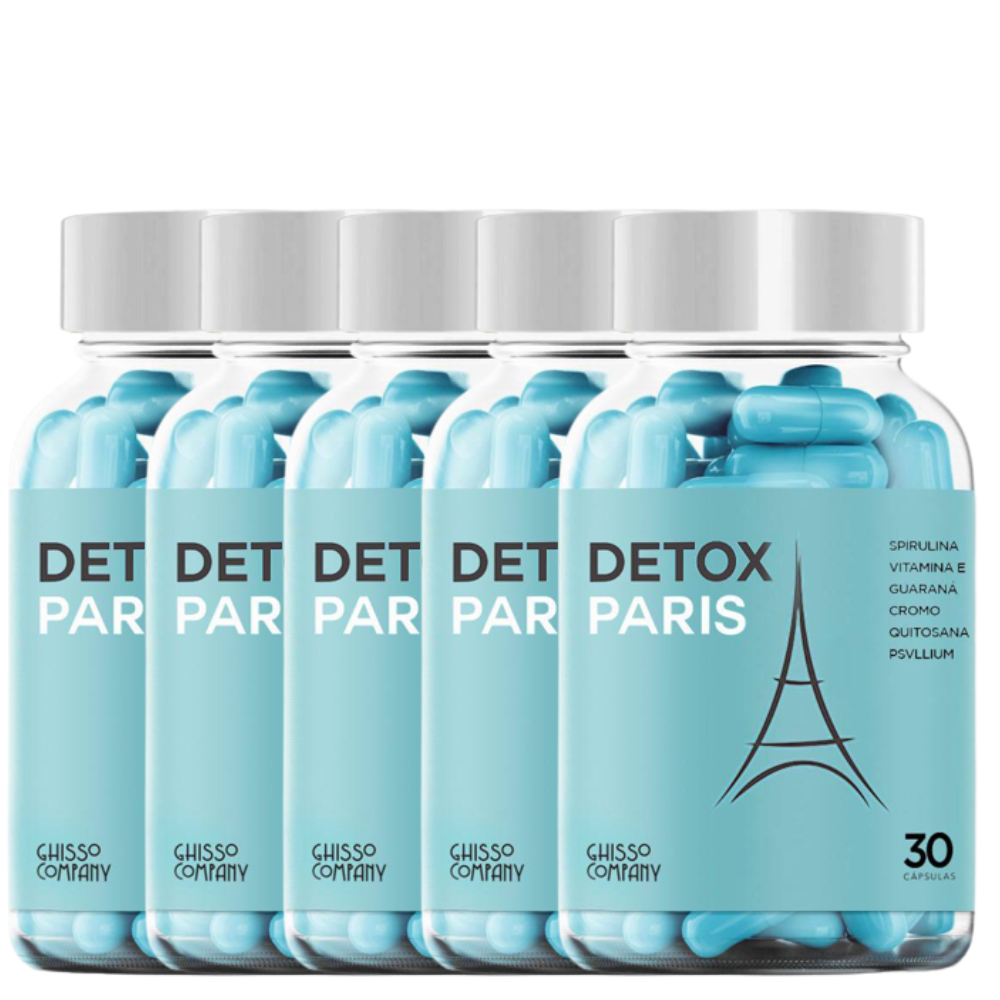 DET
PAR
GHISSO
COMPANY
DET
PAR
GHISSO
COMPANY
DET
PAR
GHISSO
COMPANY
DET
PAR
GHISSO
COMPANY
DETOX
PARIS
SPIRULINA
VITAMINA E
GUARANÁ
CROMO
QUITOSANA
PSVLLIUM
GHISSO
COMPANY
30
CÁPSULAS